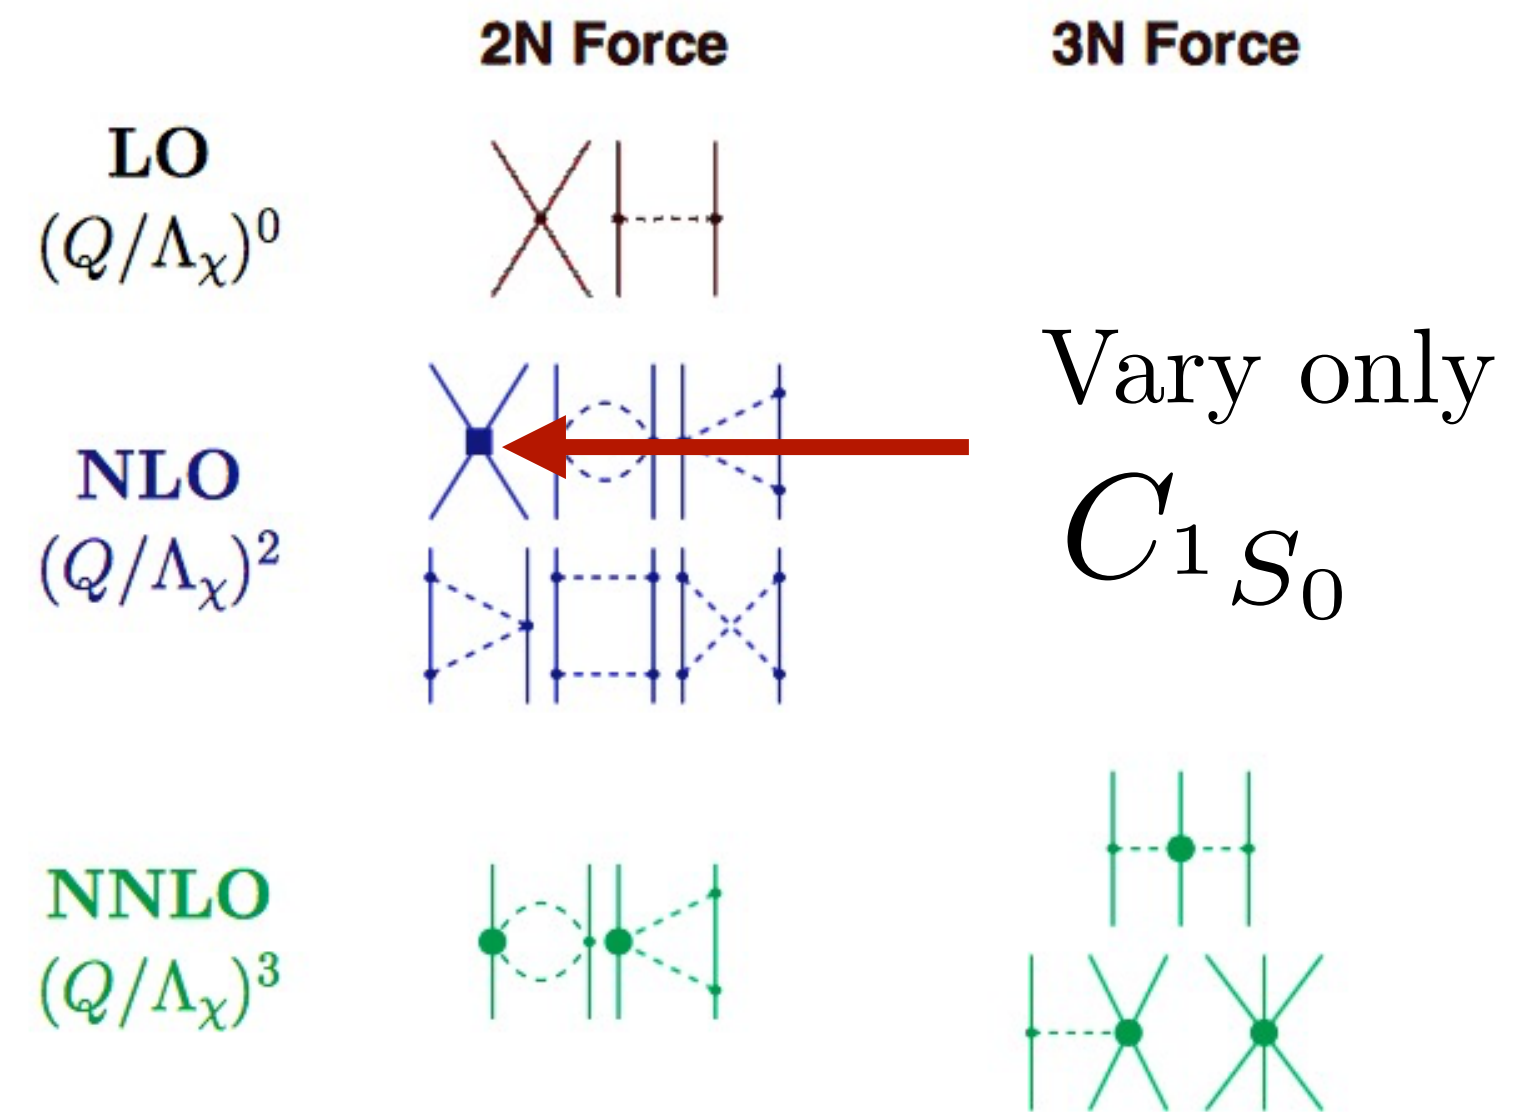 2N Force 3N Force
LO
(Q/Λ_χ)^0
Vary only
C_{^1S_0}
NLO
(Q/Λ_χ)^2
NNLO
(Q/Λ_χ)^3